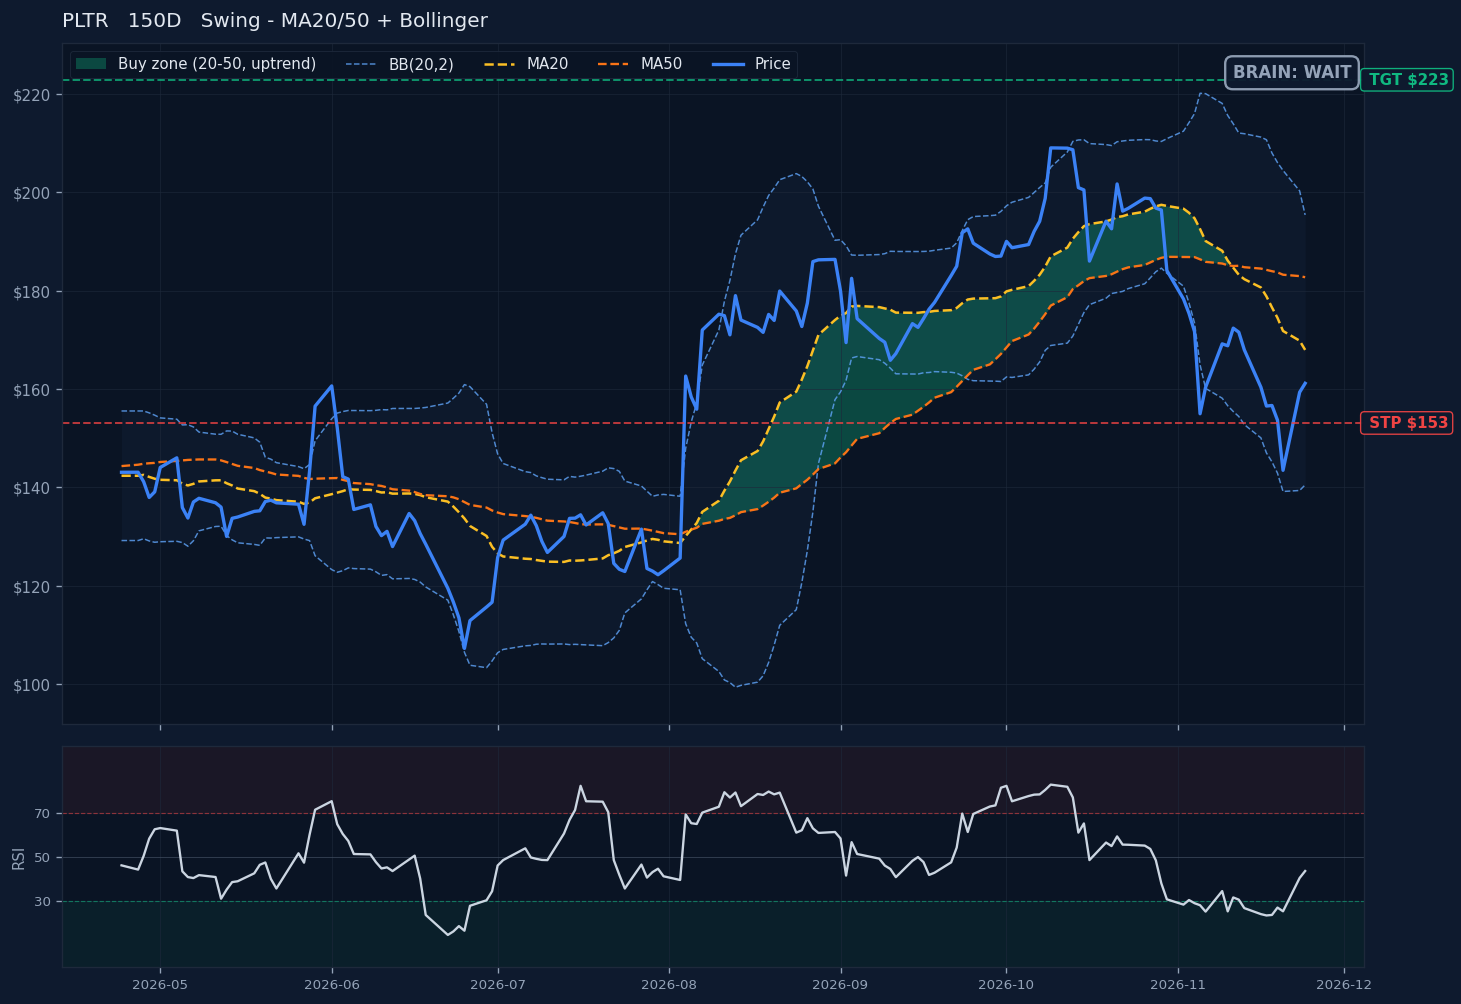 PLTR 150D Swing - MA20/50 + Bollinger
Buy zone (20-50, uptrend) BB(20,2) MA20 MA50 Price
BRAIN: WAIT
TGT $223
$220
$200
$180
$160
STP $153
$140
$120
$100
RSI
70
50
30
2026-05 2026-06 2026-07 2026-08 2026-09 2026-10 2026-11 2026-12